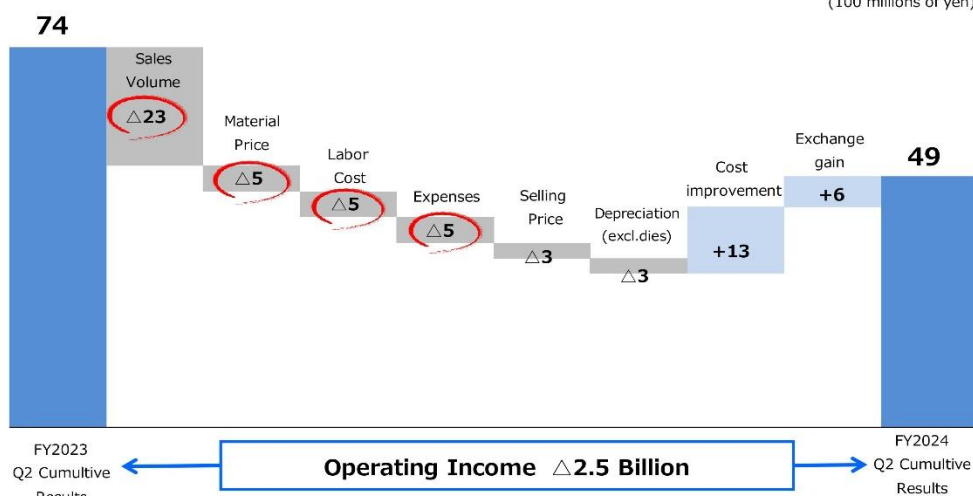 (100 millions of yen)
74
Sales
Volume
△23
Material
Price
△5
Labor
Cost
△5
Expenses
△5
Selling
Price
△3
Depreciation
(excl.dies)
△3
Cost
improvement
+13
Exchange
gain
+6
49
FY2023
Q2 Cumultive
Results
Operating Income △2.5 Billion
FY2024
Q2 Cumultive
Results